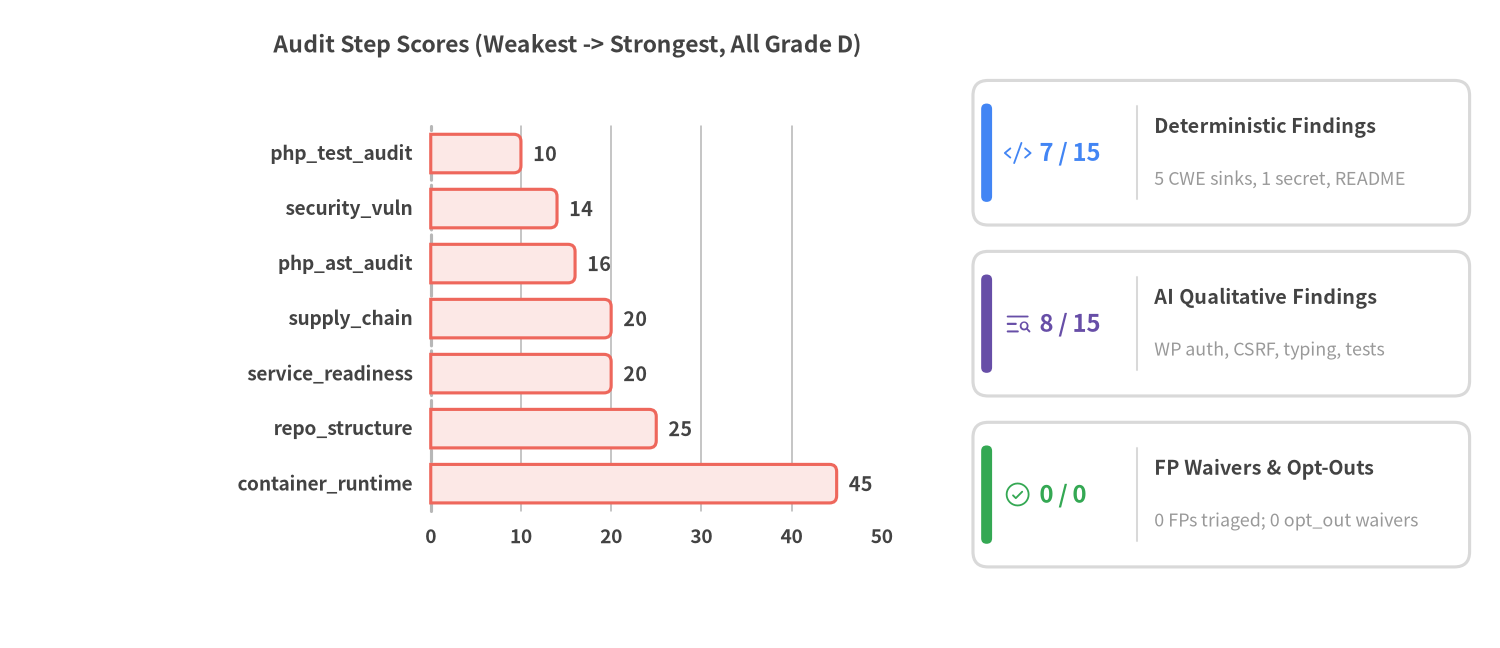 Audit Step Scores (Weakest -> Strongest, All Grade D)
php_test_audit 10
security_vuln 14
php_ast_audit 16
supply_chain 20
service_readiness 20
repo_structure 25
container_runtime 45
0 10 20 30 40 50
</> 7 / 15
Deterministic Findings
5 CWE sinks, 1 secret, README
8 / 15
AI Qualitative Findings
WP auth, CSRF, typing, tests
0 / 0
FP Waivers & Opt-Outs
0 FPs triaged; 0 opt_out waivers